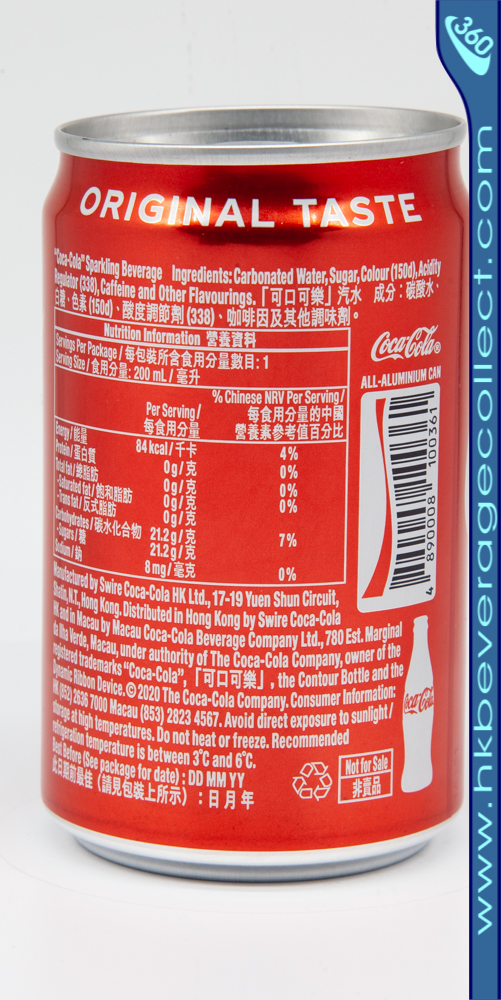 360
www.hkbeveragecollect.com
ORIGINAL TASTE
"Coca-Cola" Sparkling Beverage Ingredients: Carbonated Water, Sugar, Colour (150d), Acidity
Regulator (338), Caffeine and Other Flavourings. 「可口可樂」汽水 成分：碳酸水、
白糖、色素 (150d)、酸度調節劑 (338)、咖啡因及其他調味劑。
Nutrition Information 營養資料
Servings Per Package / 每包裝所含食用分量數目: 1
Serving Size / 食用分量: 200 mL / 毫升
Per Serving / 每食用分量
% Chinese NRV Per Serving / 每食用分量的中國營養素參考值百分比
Energy / 能量 84 kcal / 千卡 4%
Protein / 蛋白質 0 g / 克 0%
Total fat / 總脂肪 0 g / 克 0%
-Saturated fat / 飽和脂肪 0 g / 克 0%
-Trans fat / 反式脂肪 0 g / 克
Carbohydrates / 碳水化合物 21.2 g / 克 7%
-Sugars / 糖 21.2 g / 克
Sodium / 鈉 8 mg / 毫克 0%
Coca-Cola®
ALL-ALUMINIUM CAN
4 890008 100361
Manufactured by Swire Coca-Cola HK Ltd., 17-19 Yuen Shun Circuit,
Shatin, N.T., Hong Kong. Distributed in Hong Kong by Swire Coca-Cola
HK and in Macau by Macau Coca-Cola Beverage Company Ltd., 780 Est. Marginal
da Ilha Verde, Macau, under authority of The Coca-Cola Company, owner of the
registered trademarks "Coca-Cola", 「可口可樂」, the Contour Bottle and the
Dynamic Ribbon Device. © 2020 The Coca-Cola Company. Consumer Information:
HK (852) 2636 7000 Macau (853) 2823 4567. Avoid direct exposure to sunlight /
storage at high temperatures. Do not heat or freeze. Recommended
refrigeration temperature is between 3°C and 6°C.
Best Before (See package for date) : DD MM YY
此日期前最佳（請見包裝上所示）：日 月 年
Coca-Cola
Not for Sale
非賣品